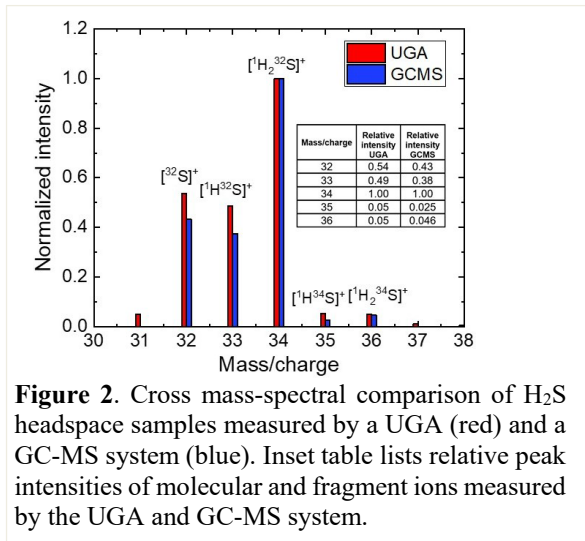 1.2
1.0
0.8
0.6
0.4
0.2
0.0
Normalized intensity
[¹H₂³²S]⁺
[³²S]⁺
[¹H³²S]⁺
[¹H³⁴S]⁺ [¹H₂³⁴S]⁺
UGA
GCMS
Mass/charge Relative intensity UGA Relative intensity GCMS
32 0.54 0.43
33 0.49 0.38
34 1.00 1.00
35 0.05 0.025
36 0.05 0.046
30 31 32 33 34 35 36 37 38
Mass/charge
Figure 2. Cross mass-spectral comparison of H₂S
headspace samples measured by a UGA (red) and a
GC-MS system (blue). Inset table lists relative peak
intensities of molecular and fragment ions measured
by the UGA and GC-MS system.